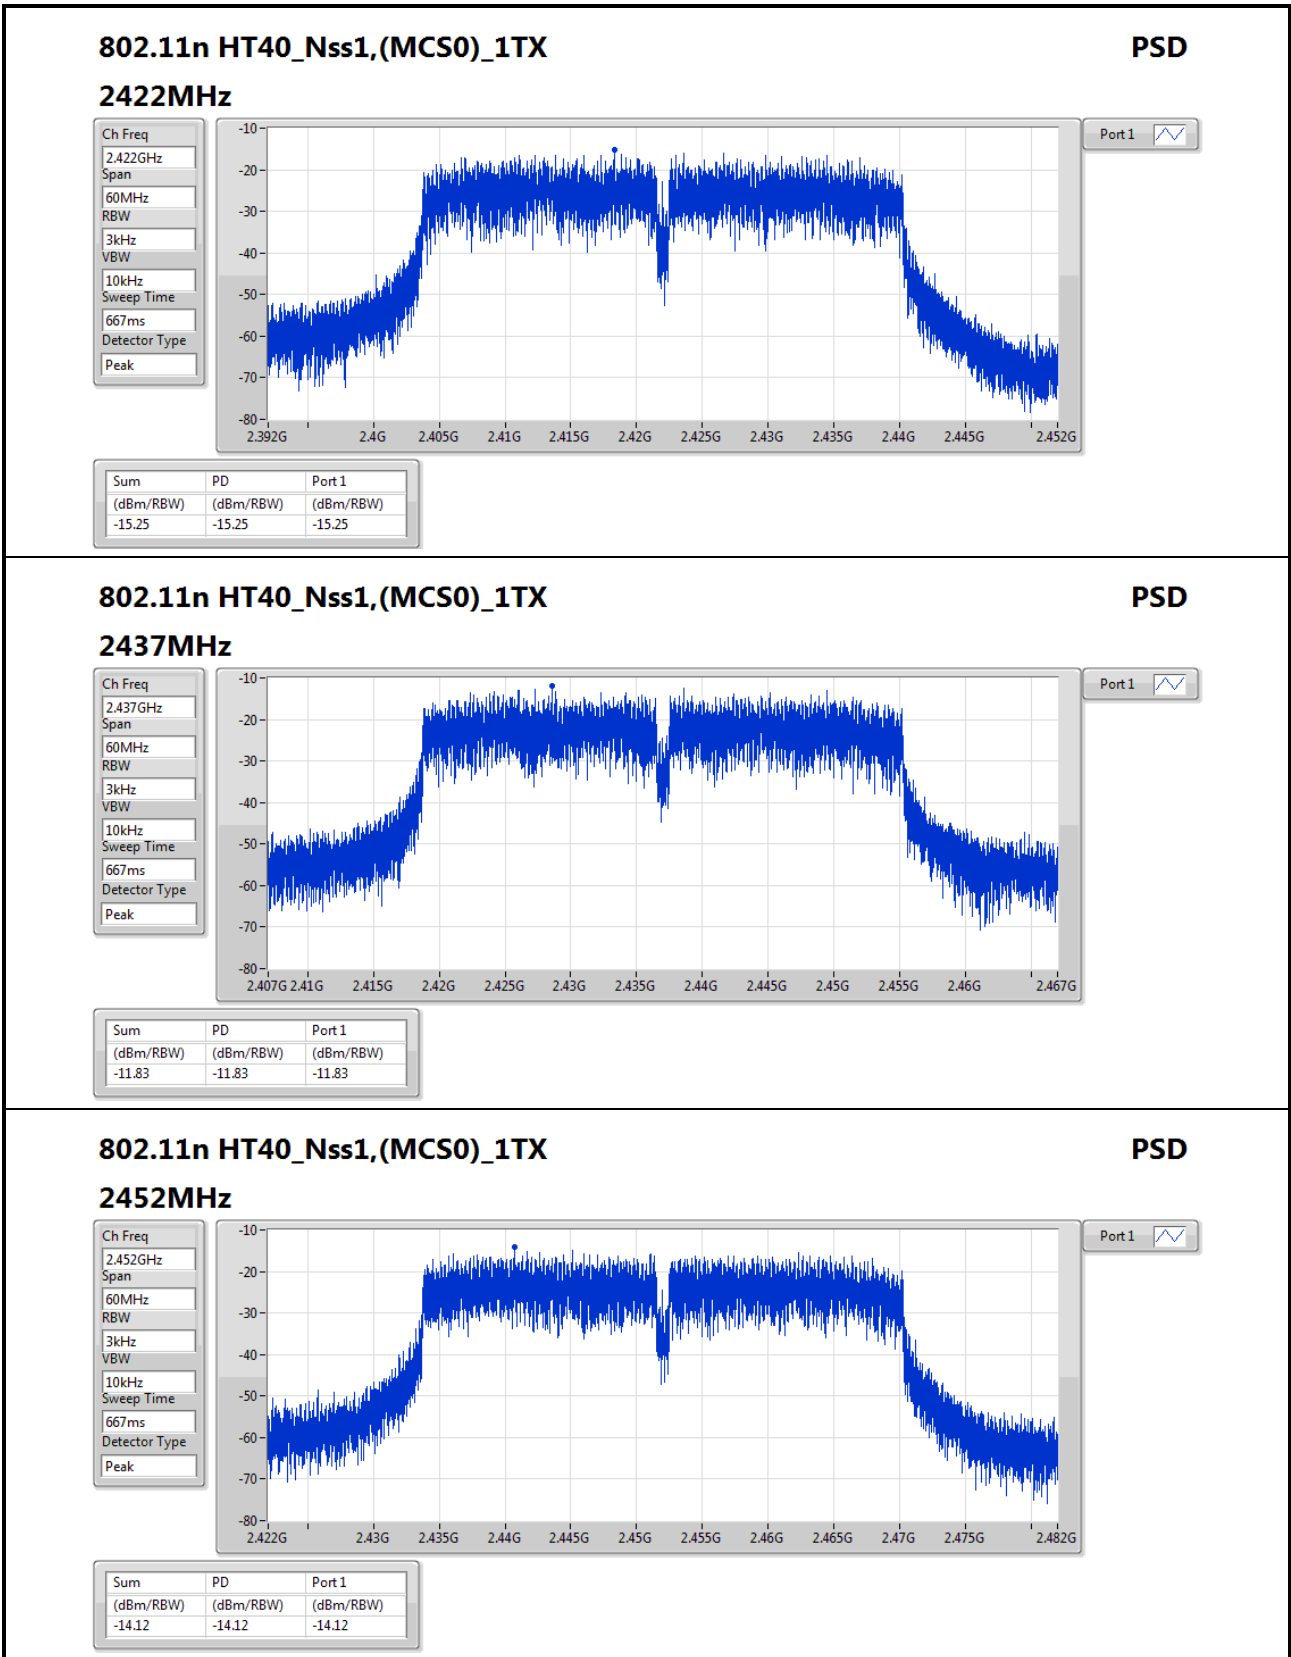 802.11n HT40_Nss1,(MCS0)_1TX PSD
2422MHz
Ch Freq
2.422GHz
Span
60MHz
RBW
3kHz
VBW
10kHz
Sweep Time
667ms
Detector Type
Peak
-10
-20
-30
-40
-50
-60
-70
-80
2.392G 2.4G 2.405G 2.41G 2.415G 2.42G 2.425G 2.43G 2.435G 2.44G 2.445G 2.452G
Port 1
Sum PD Port 1
(dBm/RBW) (dBm/RBW) (dBm/RBW)
-15.25 -15.25 -15.25
802.11n HT40_Nss1,(MCS0)_1TX PSD
2437MHz
Ch Freq
2.437GHz
Span
60MHz
RBW
3kHz
VBW
10kHz
Sweep Time
667ms
Detector Type
Peak
-10
-20
-30
-40
-50
-60
-70
-80
2.407G 2.41G 2.415G 2.42G 2.425G 2.43G 2.435G 2.44G 2.445G 2.45G 2.455G 2.46G 2.467G
Port 1
Sum PD Port 1
(dBm/RBW) (dBm/RBW) (dBm/RBW)
-11.83 -11.83 -11.83
802.11n HT40_Nss1,(MCS0)_1TX PSD
2452MHz
Ch Freq
2.452GHz
Span
60MHz
RBW
3kHz
VBW
10kHz
Sweep Time
667ms
Detector Type
Peak
-10
-20
-30
-40
-50
-60
-70
-80
2.422G 2.43G 2.435G 2.44G 2.445G 2.45G 2.455G 2.46G 2.465G 2.47G 2.475G 2.482G
Port 1
Sum PD Port 1
(dBm/RBW) (dBm/RBW) (dBm/RBW)
-14.12 -14.12 -14.12